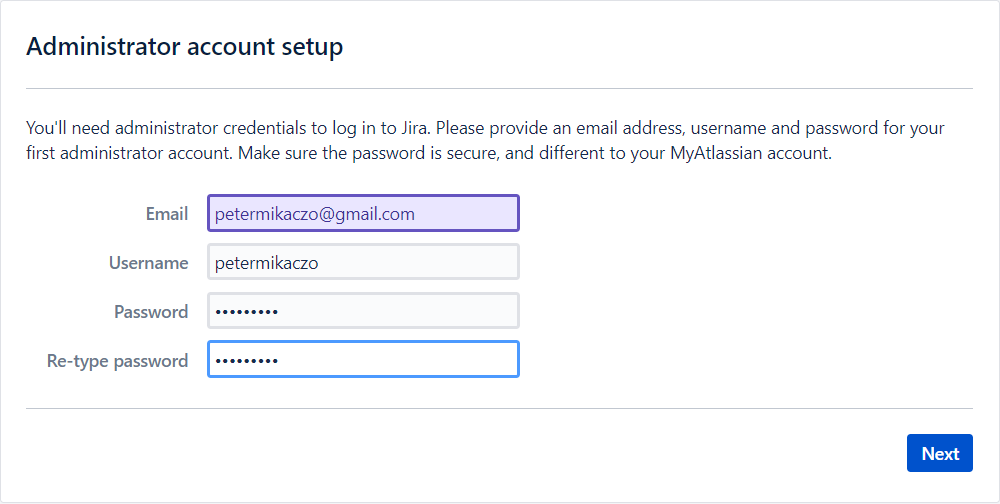 Administrator account setup
You'll need administrator credentials to log in to Jira. Please provide an email address, username and password for your
first administrator account. Make sure the password is secure, and different to your MyAtlassian account.
Email petermikaczo@gmail.com
Username petermikaczo
Password •••••••••
Re-type password •••••••••
Next